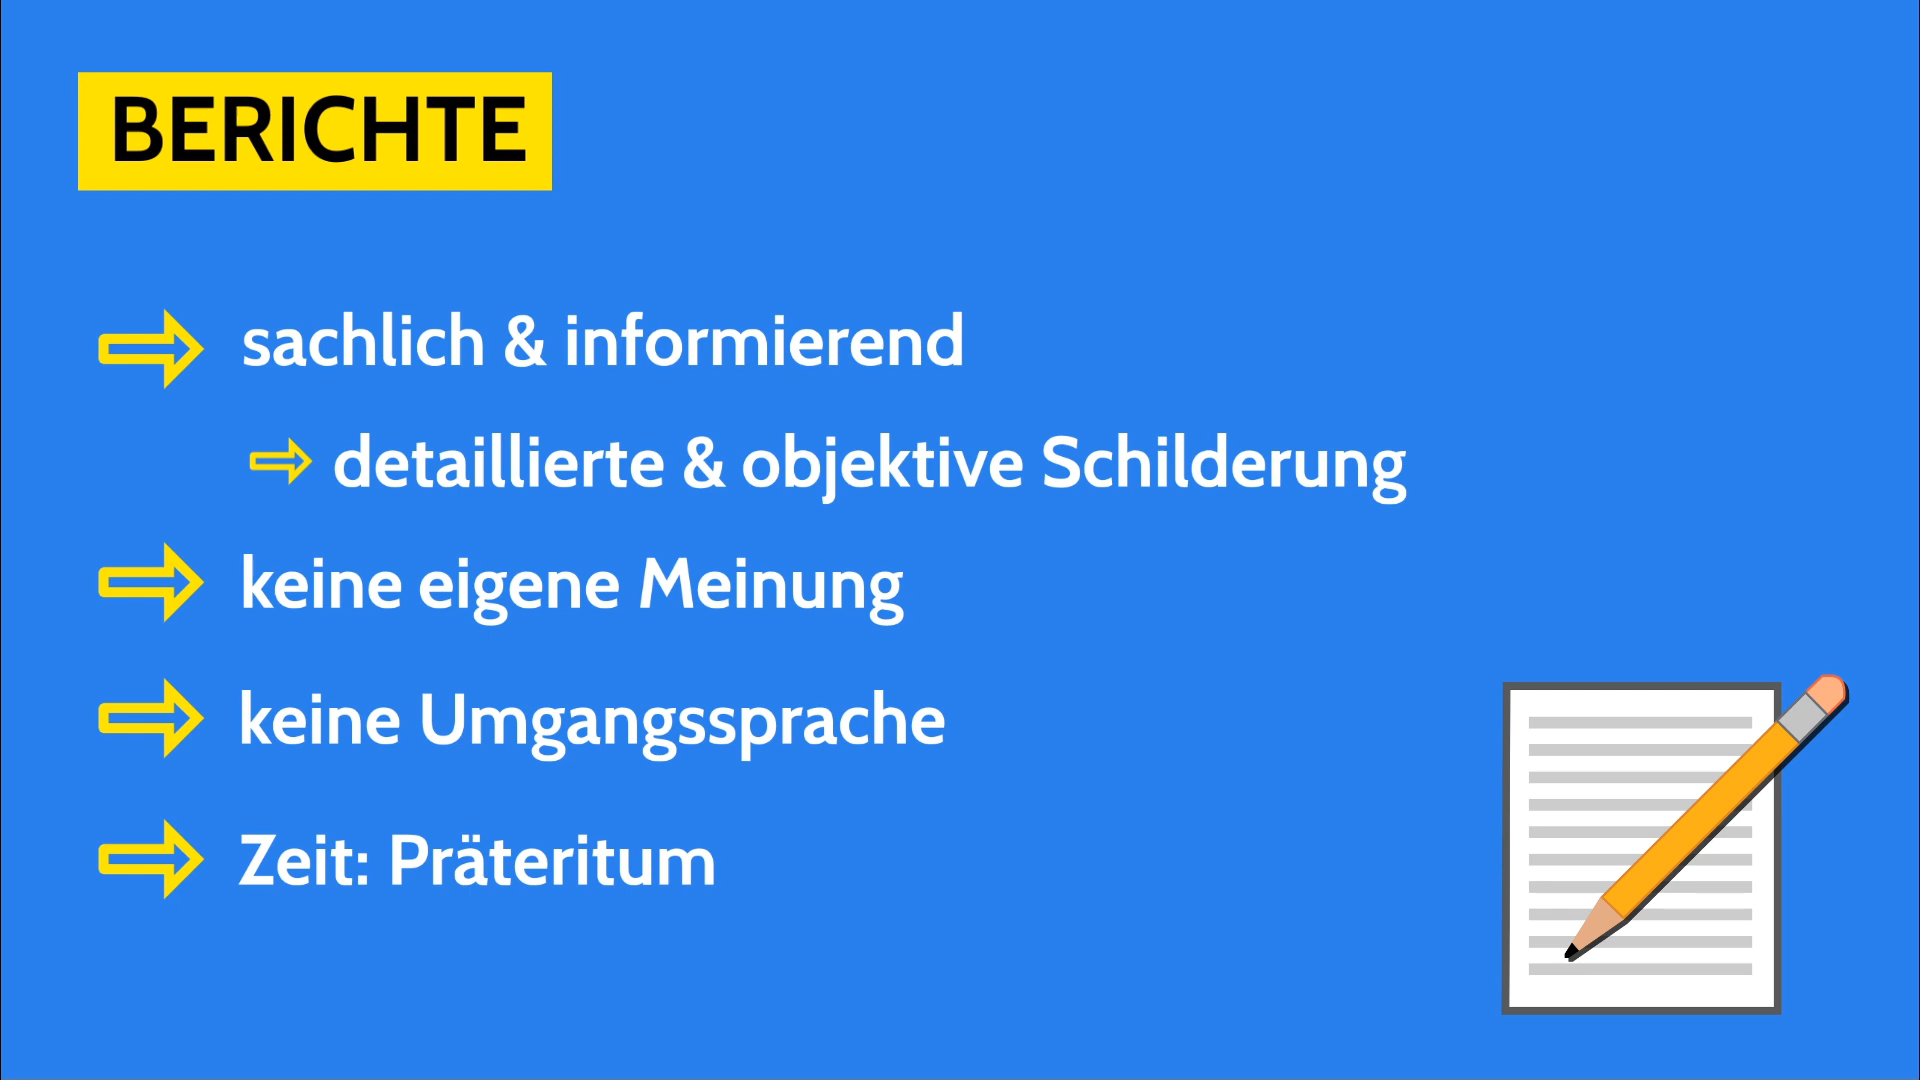 BERICHTE
sachlich & informierend
detaillierte & objektive Schilderung
keine eigene Meinung
keine Umgangssprache
Zeit: Präteritum